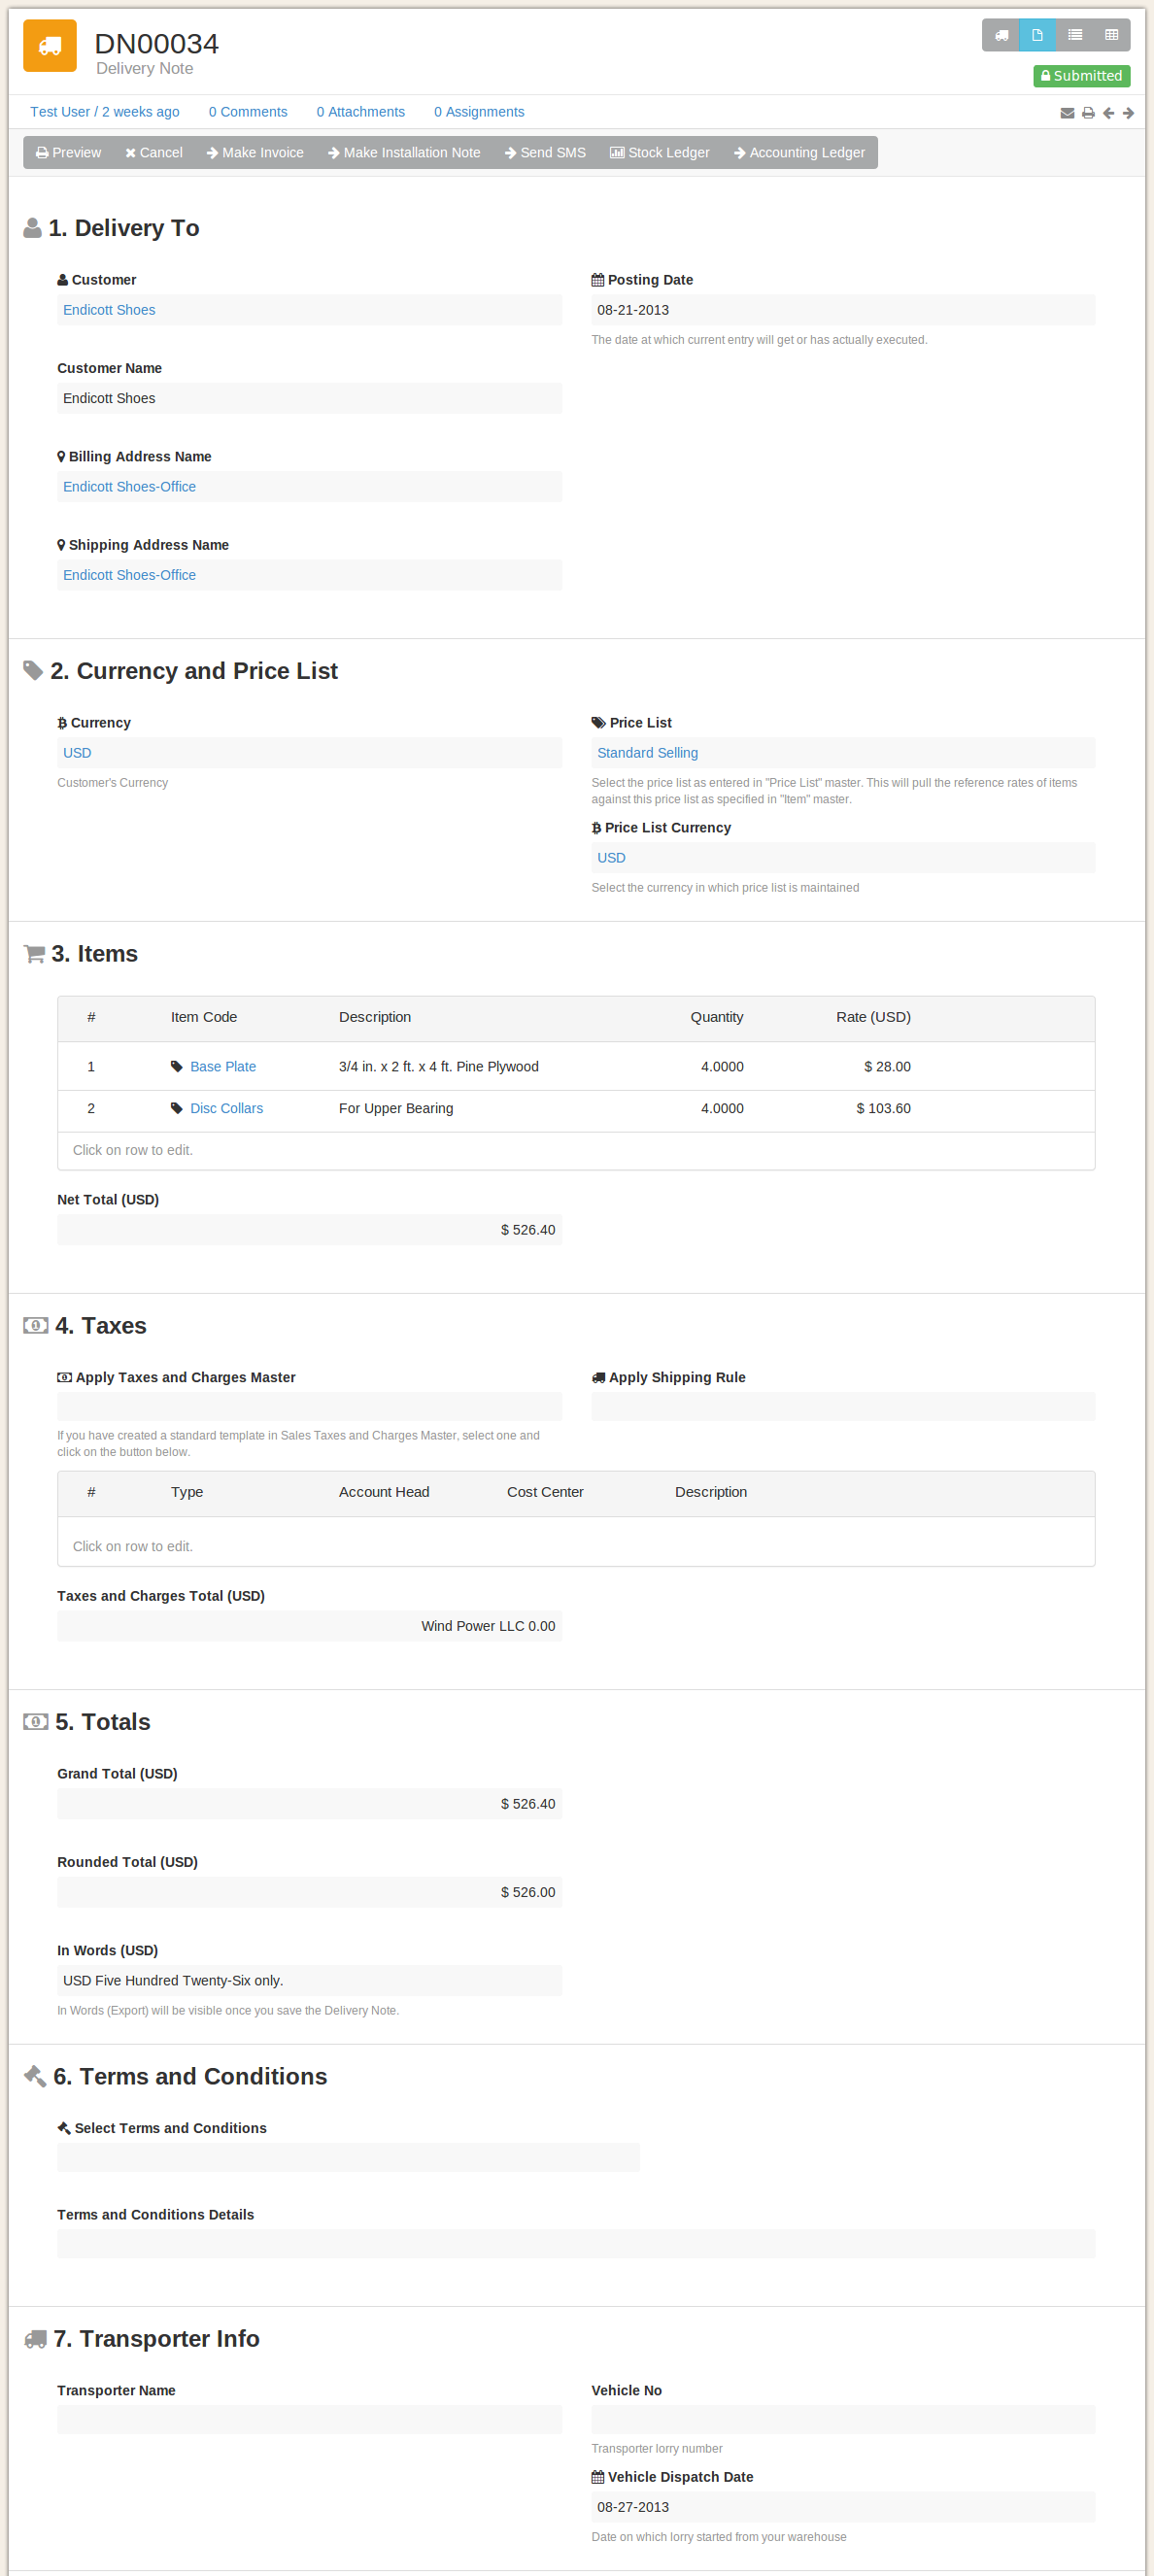 DN00034
Delivery Note
Submitted
Test User / 2 weeks ago 0 Comments 0 Attachments 0 Assignments
Preview Cancel Make Invoice Make Installation Note Send SMS Stock Ledger Accounting Ledger
1. Delivery To
Customer
Endicott Shoes
Posting Date
08-21-2013
The date at which current entry will get or has actually executed.
Customer Name
Endicott Shoes
Billing Address Name
Endicott Shoes-Office
Shipping Address Name
Endicott Shoes-Office
2. Currency and Price List
Currency
USD
Customer's Currency
Price List
Standard Selling
Select the price list as entered in "Price List" master. This will pull the reference rates of items
against this price list as specified in "Item" master.
Price List Currency
USD
Select the currency in which price list is maintained
3. Items
# Item Code Description Quantity Rate (USD)
1 Base Plate 3/4 in. x 2 ft. x 4 ft. Pine Plywood 4.0000 $ 28.00
2 Disc Collars For Upper Bearing 4.0000 $ 103.60
Click on row to edit.
Net Total (USD)
$ 526.40
4. Taxes
Apply Taxes and Charges Master
If you have created a standard template in Sales Taxes and Charges Master, select one and
click on the button below.
Apply Shipping Rule
# Type Account Head Cost Center Description
Click on row to edit.
Taxes and Charges Total (USD)
Wind Power LLC 0.00
5. Totals
Grand Total (USD)
$ 526.40
Rounded Total (USD)
$ 526.00
In Words (USD)
USD Five Hundred Twenty-Six only.
In Words (Export) will be visible once you save the Delivery Note.
6. Terms and Conditions
Select Terms and Conditions
Terms and Conditions Details
7. Transporter Info
Transporter Name
Vehicle No
Transporter lorry number
Vehicle Dispatch Date
08-27-2013
Date on which lorry started from your warehouse